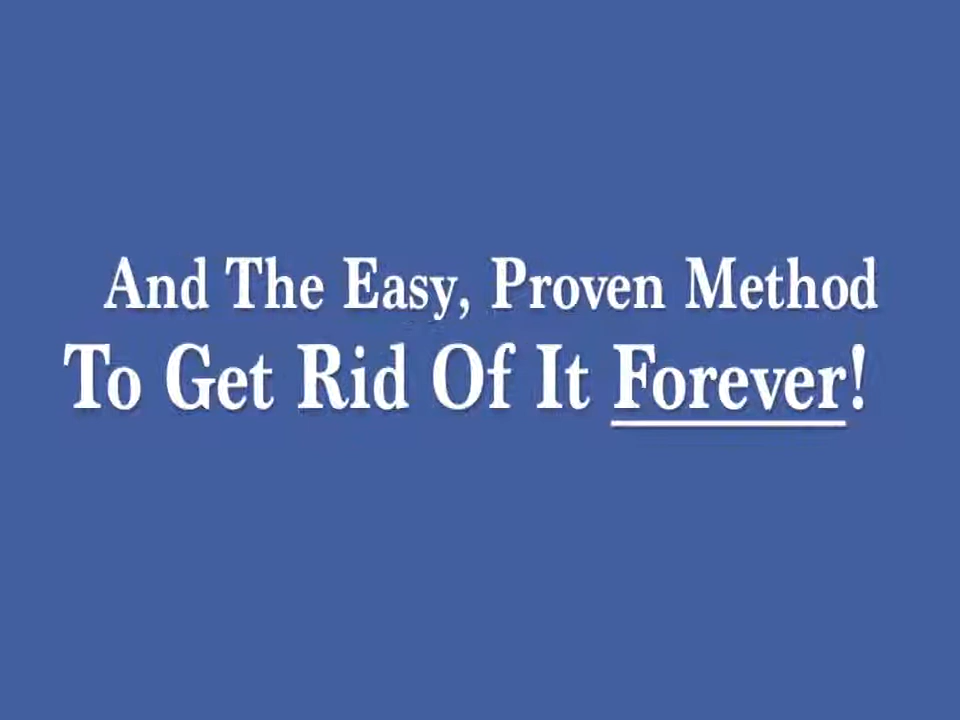 And The Easy, Proven Method
To Get Rid Of It Forever!